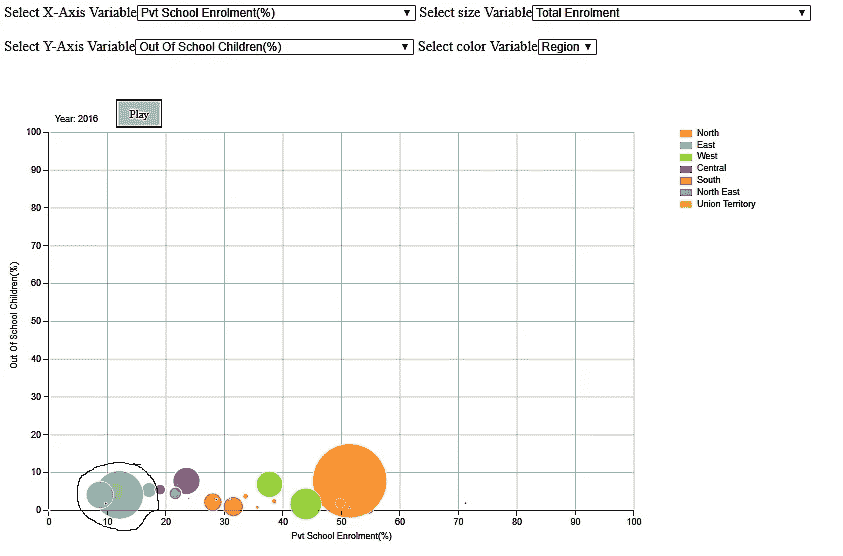 Select X-Axis Variable Pvt School Enrolment(%) ▼ Select size Variable Total Enrolment ▼
Select Y-Axis Variable Out Of School Children(%) ▼ Select color Variable Region ▼
Year: 2016 Play
100
90
80
70
60
50
40
30
20
10
0
Out Of School Children(%)
0 10 20 30 40 50 60 70 80 90 100
Pvt School Enrolment(%)
North
East
West
Central
South
North East
Union Territory